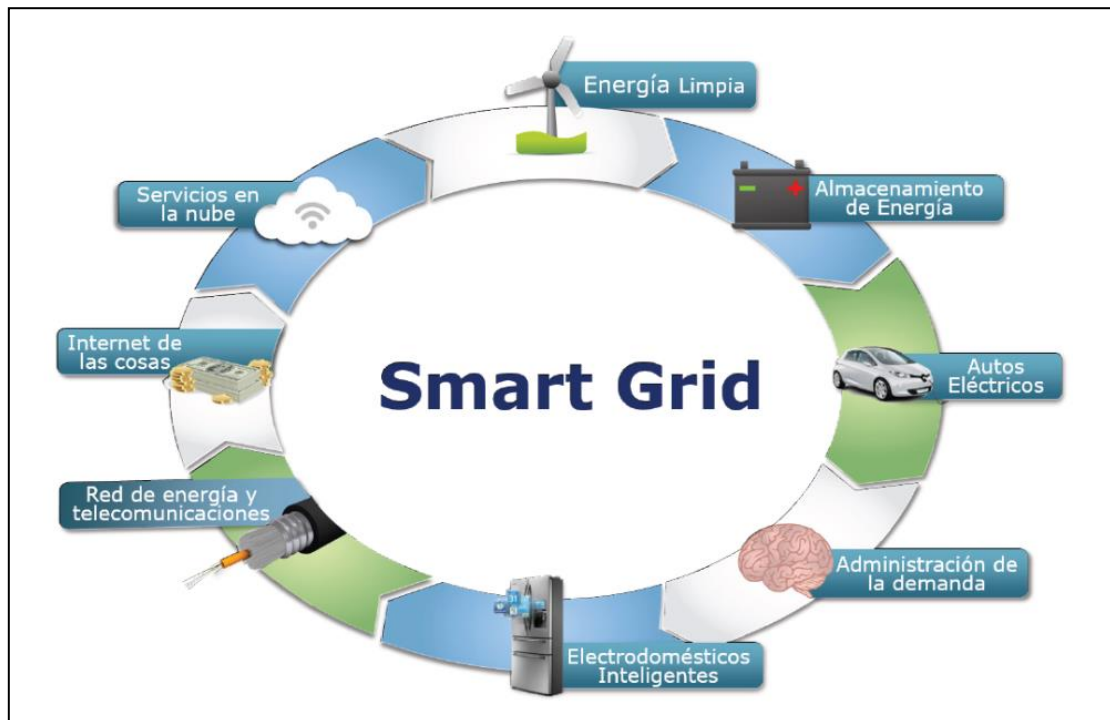 Energía Limpia
Almacenamiento
de Energía
Autos
Eléctricos
Administración de
la demanda
Electrodomésticos
Inteligentes
Red de energía y
telecomunicaciones
Internet de
las cosas
Servicios en
la nube
Smart Grid